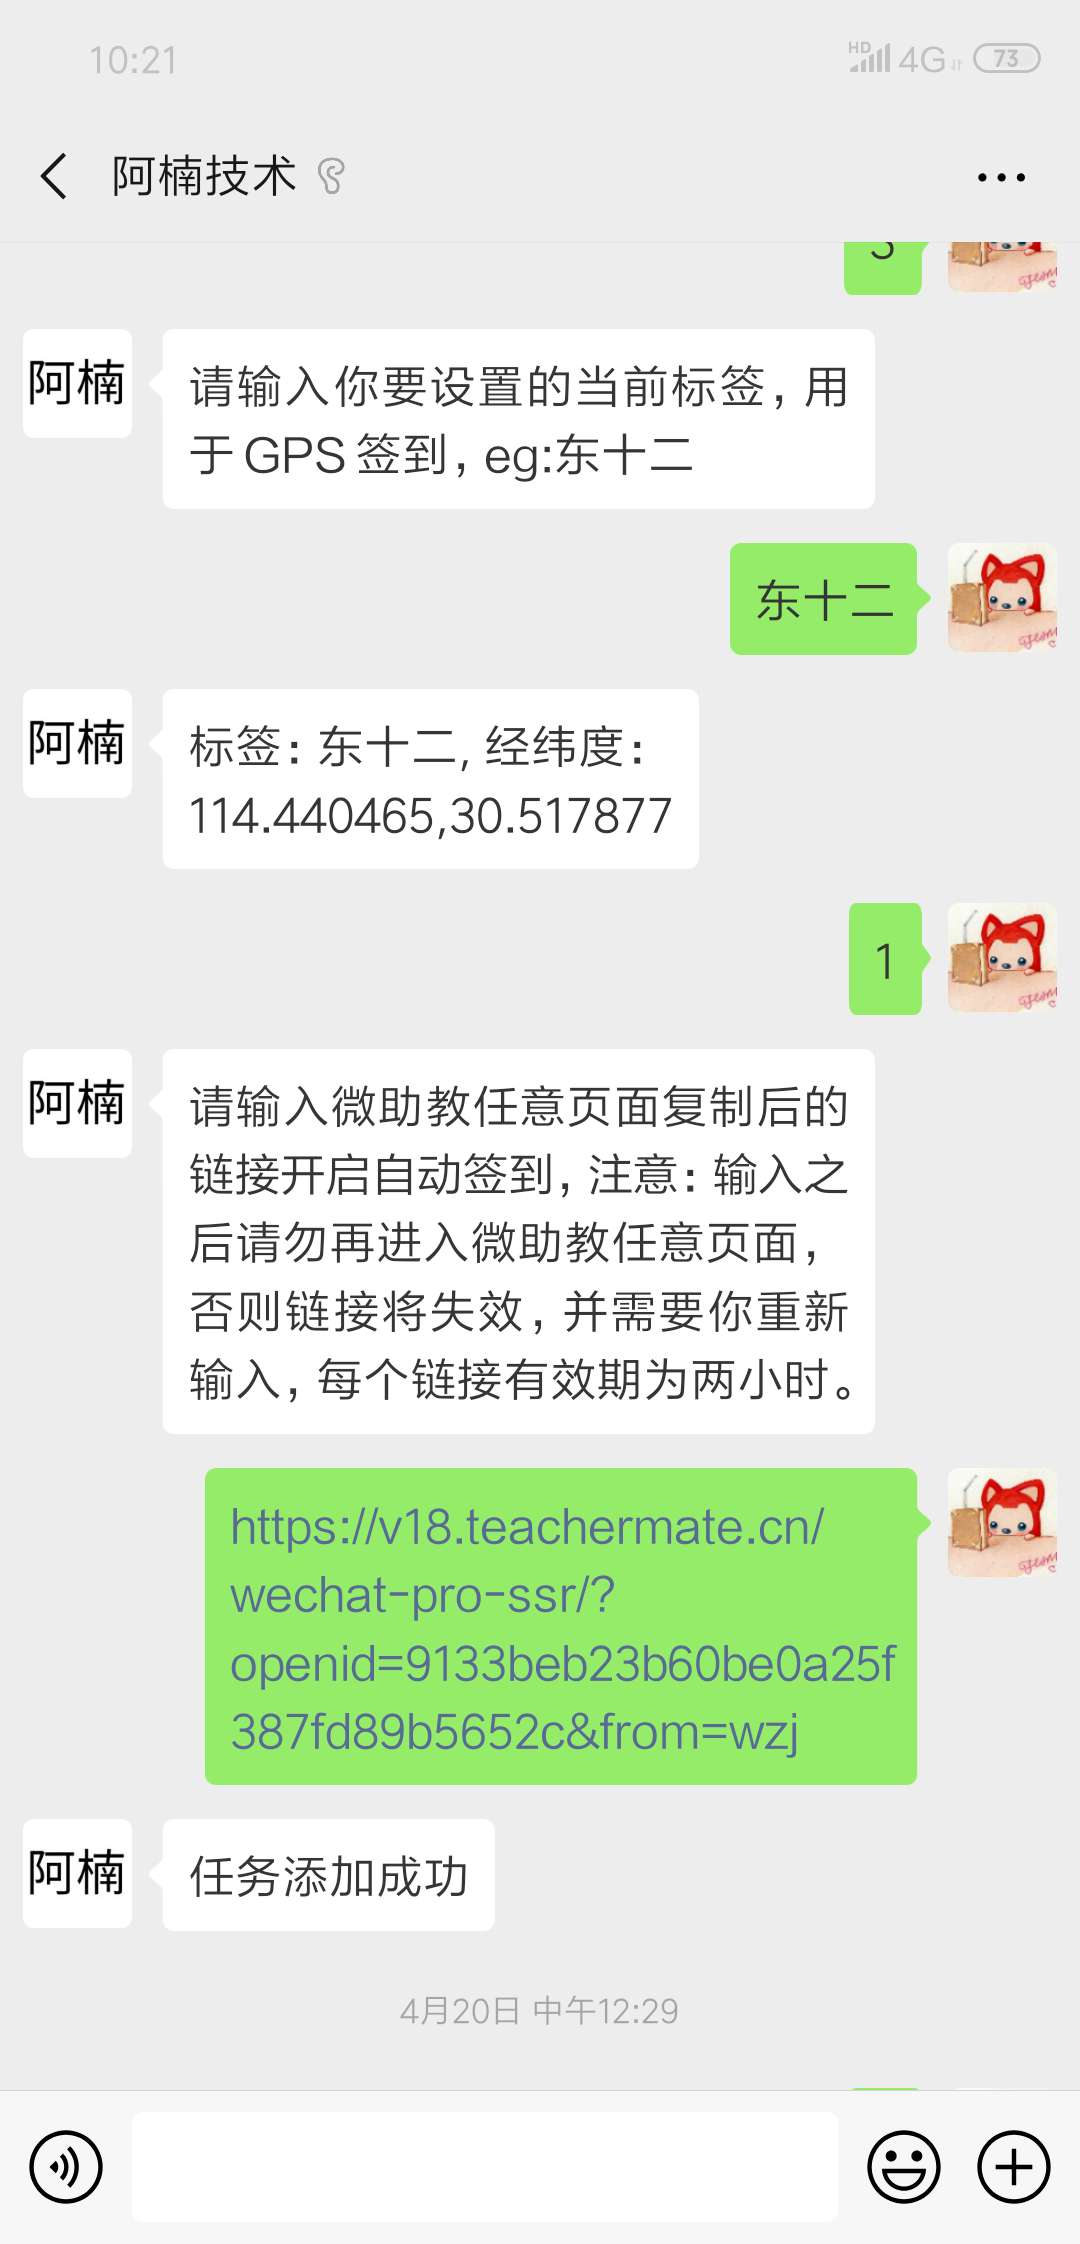 10:21
HD 4G 73
阿楠技术
3
阿楠
请输入你要设置的当前标签，用
于 GPS 签到，eg:东十二
东十二
阿楠
标签：东十二, 经纬度：
114.440465,30.517877
1
阿楠
请输入微助教任意页面复制后的
链接开启自动签到，注意：输入之
后请勿再进入微助教任意页面，
否则链接将失效，并需要你重新
输入，每个链接有效期为两小时。
https://v18.teachermate.cn/
wechat-pro-ssr/?
openid=9133beb23b60be0a25f
387fd89b5652c&from=wzj
阿楠
任务添加成功
4月20日 中午12:29